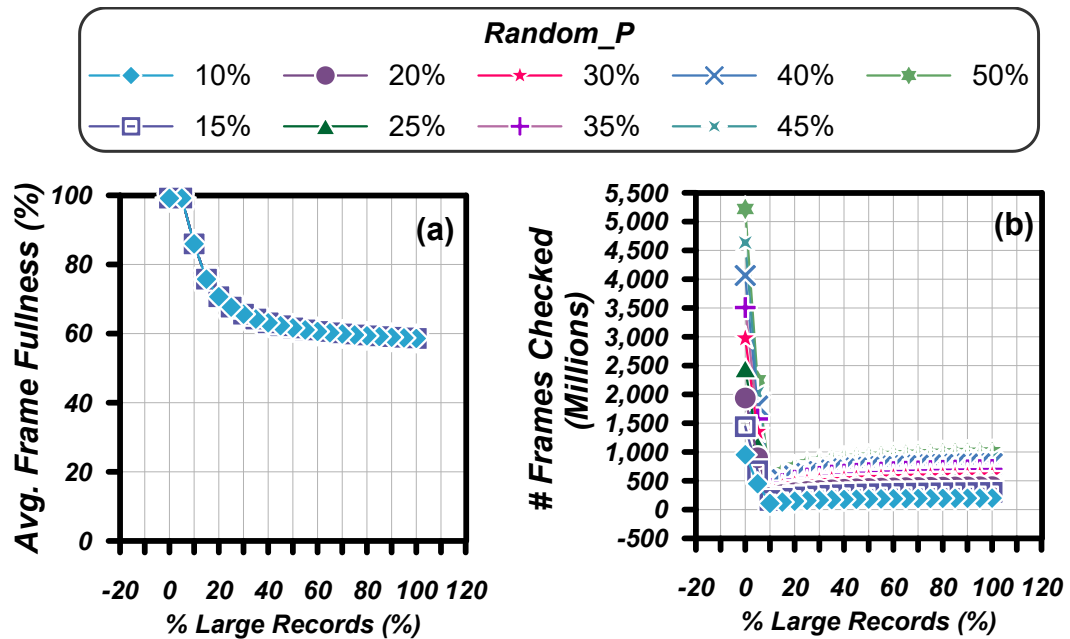 Random_P
10% 20% 30% 40% 50%
15% 25% 35% 45%
Avg. Frame Fullness (%)
100
80
60
40
20
0
(a)
-20 0 20 40 60 80 100 120
% Large Records (%)
# Frames Checked
(Millions)
5,500
5,000
4,500
4,000
3,500
3,000
2,500
2,000
1,500
1,000
500
0
-500
(b)
-20 0 20 40 60 80 100 120
% Large Records (%)